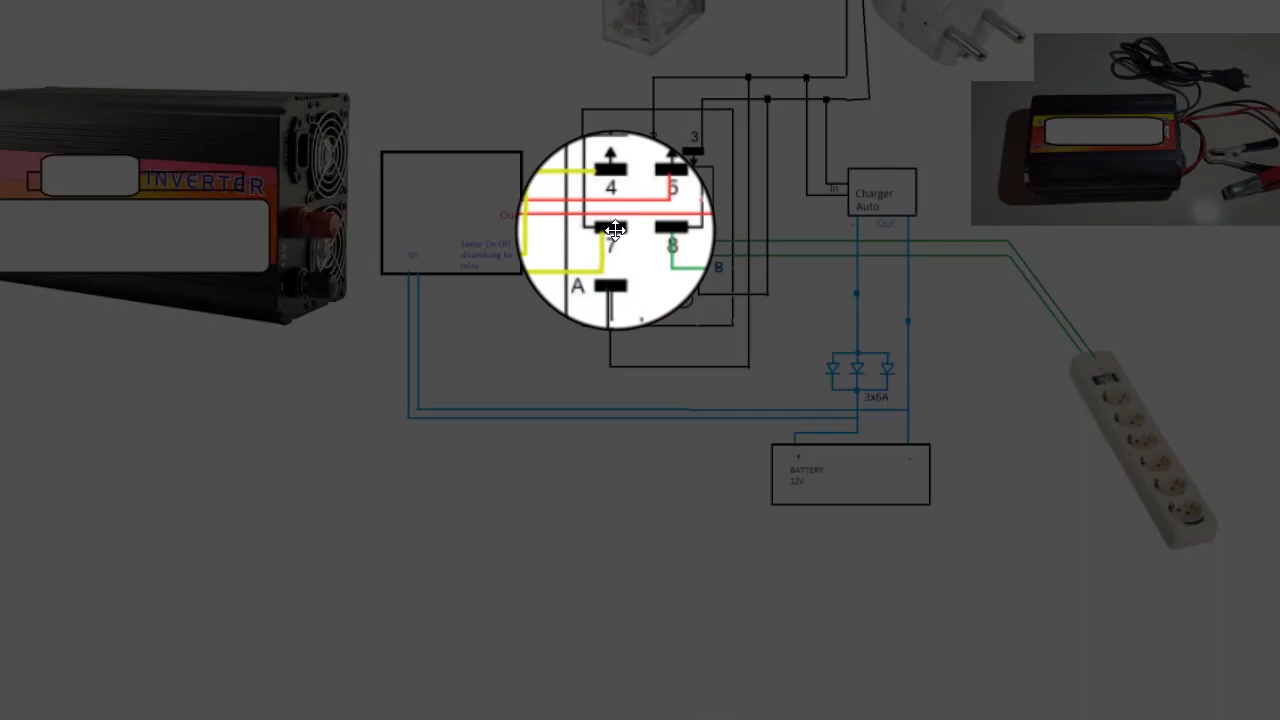 3
INVERTER
4
5
In
Charger
Auto
Out
Out
In
Saklar On Off
disambung ke
relay
7
8
B
A
3x6A
+
-
BATTERY
12V